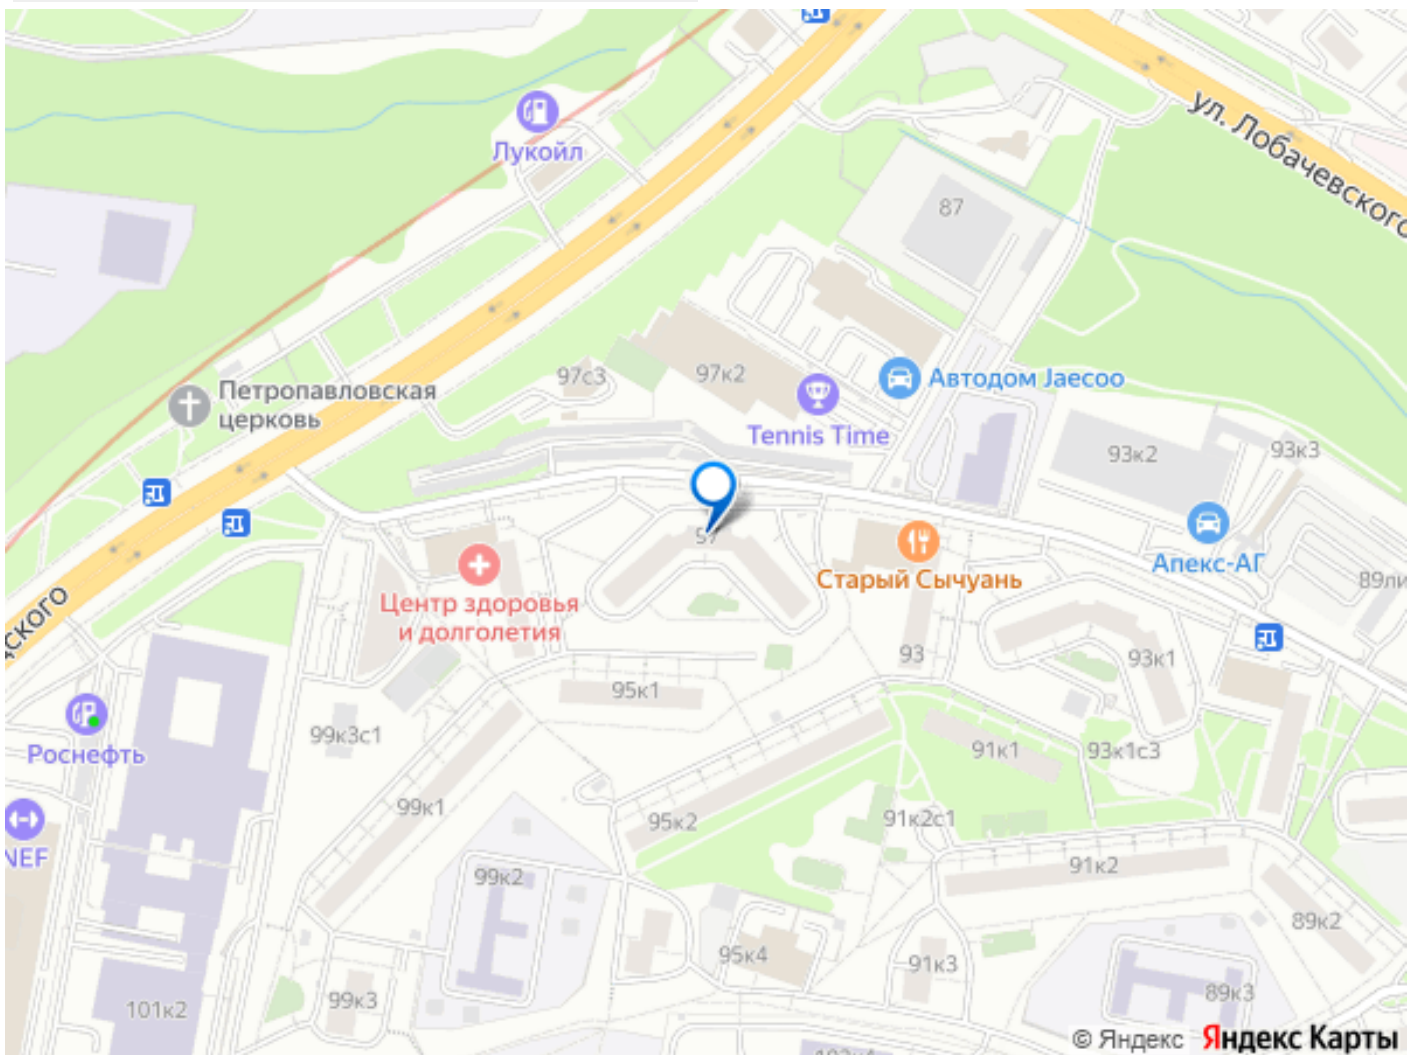 Лукойл
ул. Лобачевского
87
97с3
97к2
Автодом Jaecoo
Петропавловская
церковь
Tennis Time
93к2
93к3
Старый Сычуань
Апекс-АГ
Центр здоровья
и долголетия
93
93к1
95к1
99к3с1
Роснефть
91к1
93к1с3
99к1
95к2
91к2с1
NEF
99к2
91к2
89к2
95к4
91к3
99к3
89к3
101к2
© Яндекс Яндекс Карты